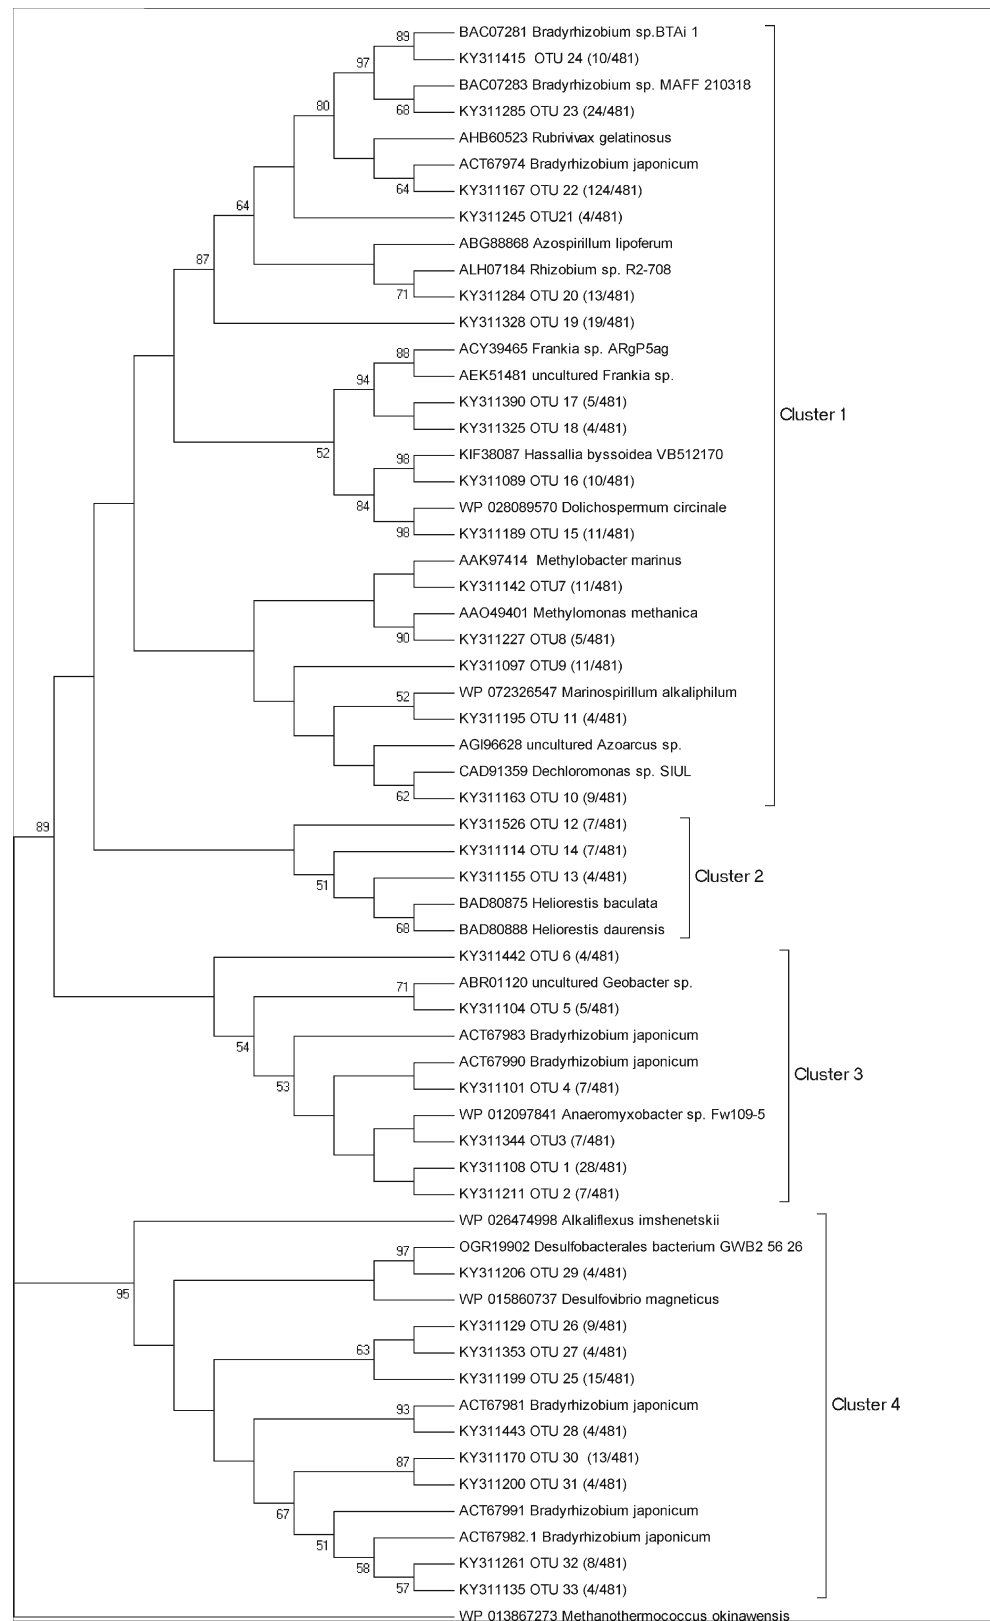 BAC07281 Bradyrhizobium sp.BTAi 1
89
KY311415 OTU 24 (10/481)
97
BAC07283 Bradyrhizobium sp. MAFF 210318
80
68
KY311285 OTU 23 (24/481)
AHB60523 Rubrivivax gelatinosus
ACT67974 Bradyrhizobium japonicum
64
KY311167 OTU 22 (124/481)
64
KY311245 OTU21 (4/481)
ABG88868 Azospirillum lipoferum
87
ALH07184 Rhizobium sp. R2-708
71
KY311284 OTU 20 (13/481)
KY311328 OTU 19 (19/481)
88
ACY39465 Frankia sp. ARgP5ag
94
AEK51481 uncultured Frankia sp.
KY311390 OTU 17 (5/481)
Cluster 1
KY311325 OTU 18 (4/481)
52
98
KIF38087 Hassallia byssoidea VB512170
KY311089 OTU 16 (10/481)
84
WP 028089570 Dolichospermum circinale
98
KY311189 OTU 15 (11/481)
AAK97414 Methylobacter marinus
KY311142 OTU7 (11/481)
AAO49401 Methylomonas methanica
90
KY311227 OTU8 (5/481)
KY311097 OTU9 (11/481)
52
WP 072326547 Marinospirillum alkaliphilum
KY311195 OTU 11 (4/481)
AGI96628 uncultured Azoarcus sp.
CAD91359 Dechloromonas sp. SIUL
62
KY311163 OTU 10 (9/481)
89
KY311526 OTU 12 (7/481)
KY311114 OTU 14 (7/481)
51
KY311155 OTU 13 (4/481)
Cluster 2
BAD80875 Heliorestis baculata
68
BAD80888 Heliorestis daurensis
KY311442 OTU 6 (4/481)
71
ABR01120 uncultured Geobacter sp.
KY311104 OTU 5 (5/481)
54
ACT67983 Bradyrhizobium japonicum
53
ACT67990 Bradyrhizobium japonicum
Cluster 3
KY311101 OTU 4 (7/481)
WP 012097841 Anaeromyxobacter sp. Fw109-5
KY311344 OTU3 (7/481)
KY311108 OTU 1 (28/481)
KY311211 OTU 2 (7/481)
WP 026474998 Alkaliflexus imshenetskii
97
OGR19902 Desulfobacterales bacterium GWB2 56 26
KY311206 OTU 29 (4/481)
95
WP 015860737 Desulfovibrio magneticus
KY311129 OTU 26 (9/481)
63
KY311353 OTU 27 (4/481)
KY311199 OTU 25 (15/481)
93
ACT67981 Bradyrhizobium japonicum
Cluster 4
KY311443 OTU 28 (4/481)
87
KY311170 OTU 30 (13/481)
KY311200 OTU 31 (4/481)
67
ACT67991 Bradyrhizobium japonicum
51
ACT67982.1 Bradyrhizobium japonicum
58
KY311261 OTU 32 (8/481)
57
KY311135 OTU 33 (4/481)
WP 013867273 Methanothermococcus okinawensis